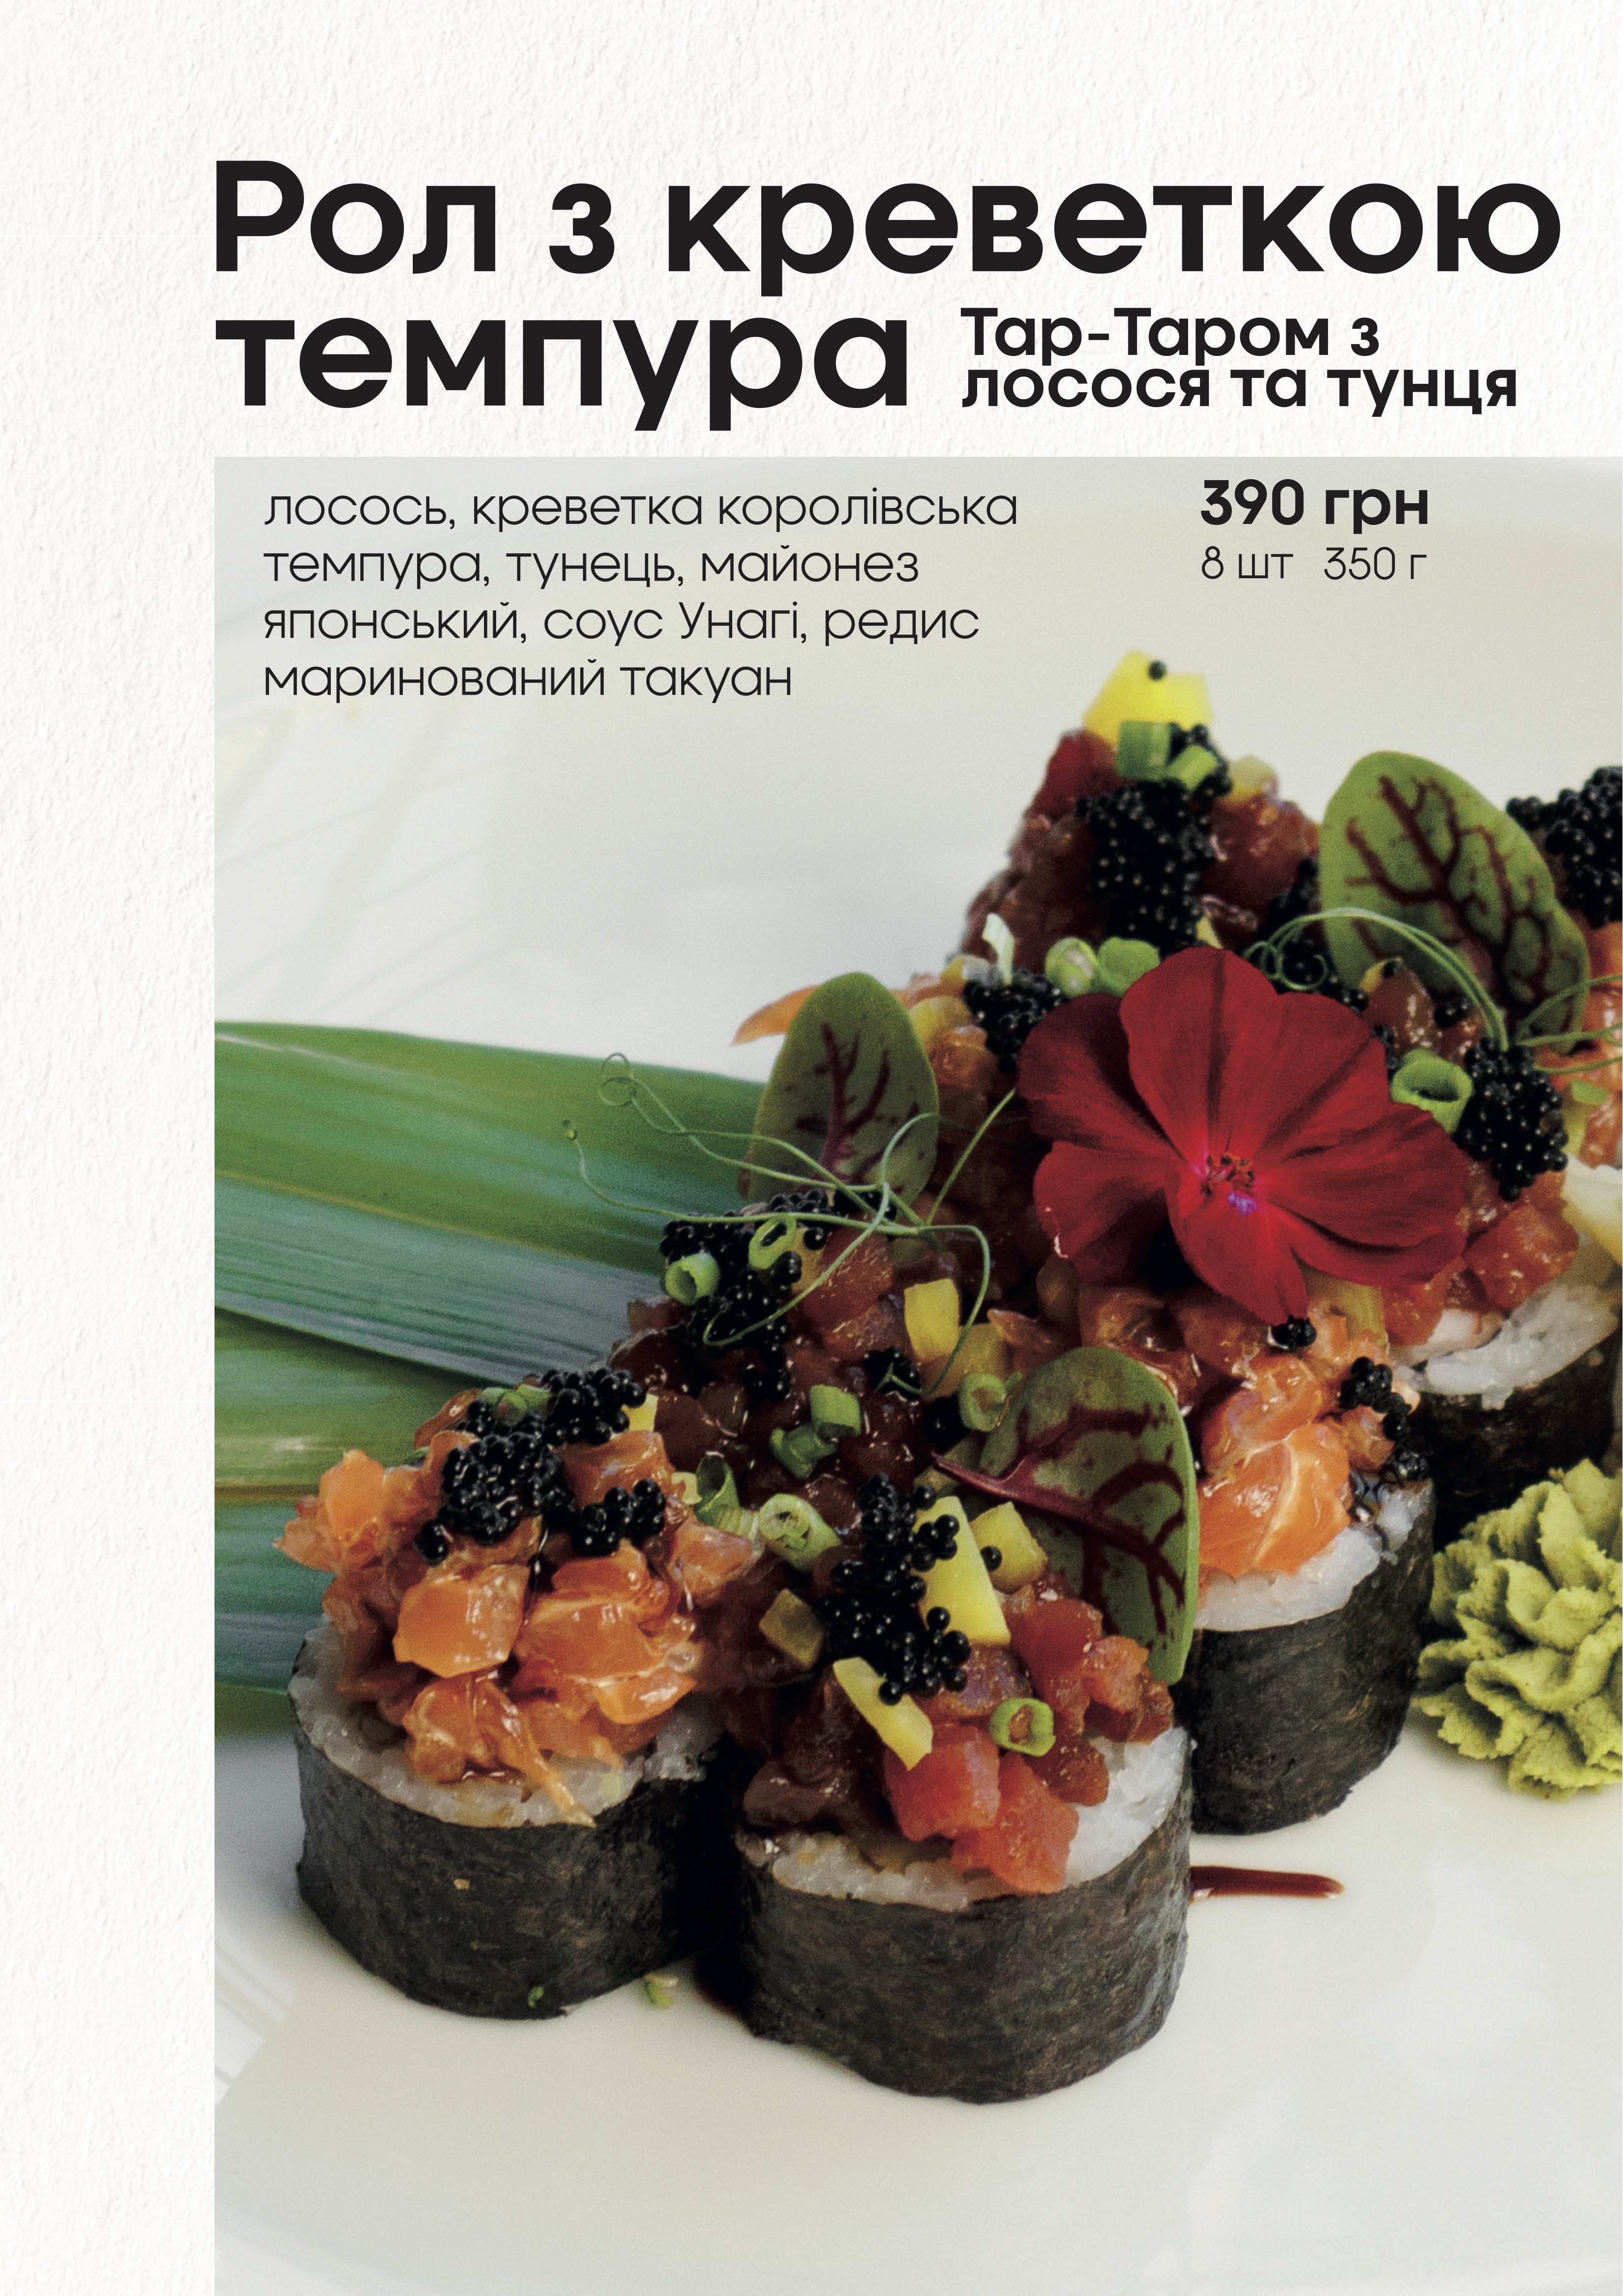 Рол з креветкою
темпура
Тар-Таром з
лосося та тунця
лосось, креветка королівська
темпура, тунець, майонез
японський, соус Унагі, редис
маринований такуан
390 грн
8 шт 350 г